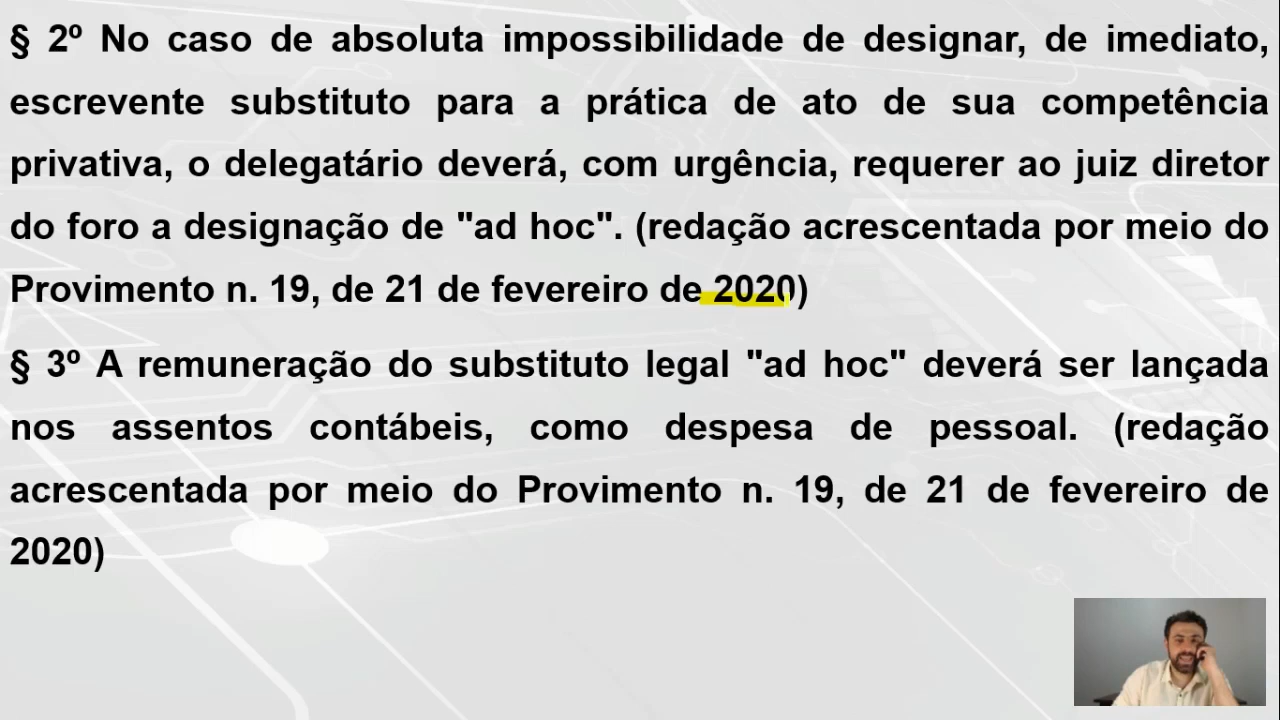 § 2º No caso de absoluta impossibilidade de designar, de imediato,
escrevente substituto para a prática de ato de sua competência
privativa, o delegatário deverá, com urgência, requerer ao juiz diretor
do foro a designação de "ad hoc". (redação acrescentada por meio do
Provimento n. 19, de 21 de fevereiro de 2020)
§ 3º A remuneração do substituto legal "ad hoc" deverá ser lançada
nos assentos contábeis, como despesa de pessoal. (redação
acrescentada por meio do Provimento n. 19, de 21 de fevereiro de
2020)